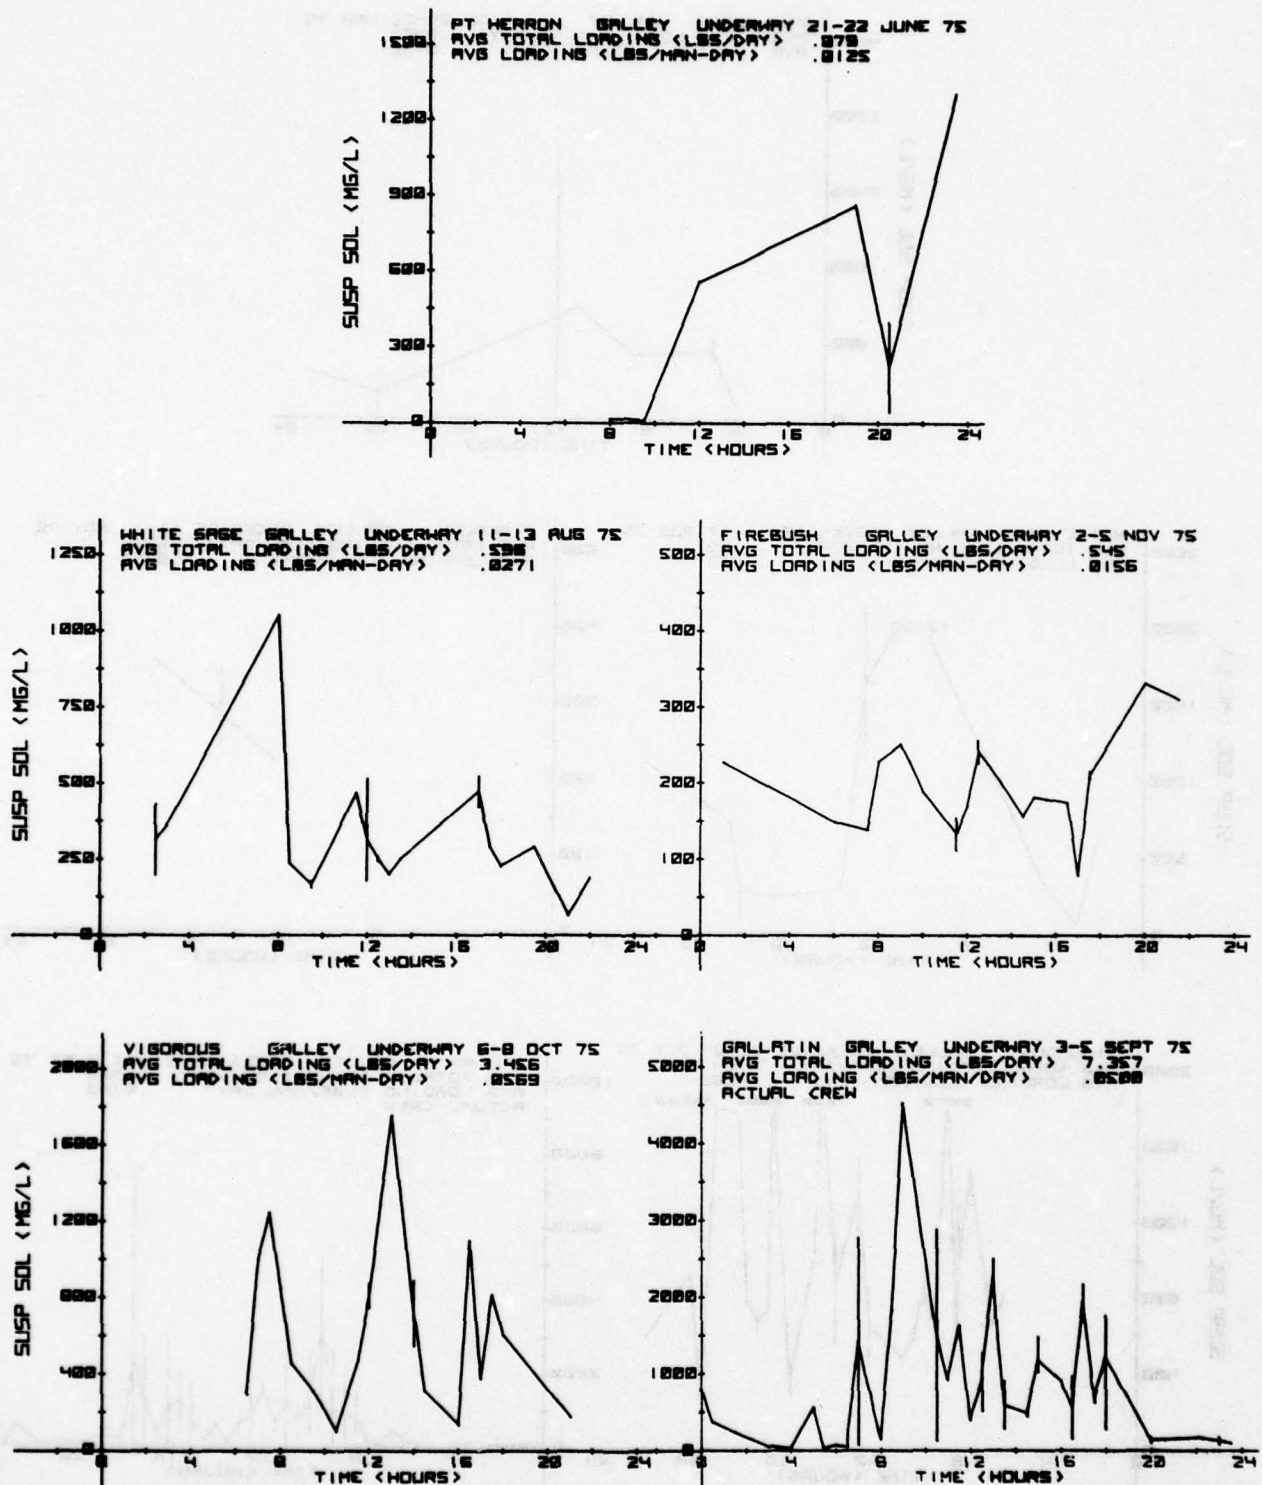 PT HERRON GALLEY UNDERWAY 21-22 JUNE 75
AVG TOTAL LOADING <LBS/DAY> .079
AVG LOADING <LBS/MAN-DAY> .0125
1500
1200
900
600
300
0
SUSP SOL <MG/L>
0 4 8 12 16 20 24
TIME <HOURS>
WHITE SAGE GALLEY UNDERWAY 11-13 AUG 75
AVG TOTAL LOADING <LBS/DAY> .596
AVG LOADING <LBS/MAN-DAY> .0271
1250
1000
750
500
250
0
SUSP SOL <MG/L>
0 4 8 12 16 20 24
TIME <HOURS>
FIREBUSH GALLEY UNDERWAY 2-5 NOV 75
AVG TOTAL LOADING <LBS/DAY> .545
AVG LOADING <LBS/MAN-DAY> .0156
500
400
300
200
100
0
0 4 8 12 16 20 24
TIME <HOURS>
VIGOROUS GALLEY UNDERWAY 6-8 OCT 75
AVG TOTAL LOADING <LBS/DAY> 3.456
AVG LOADING <LBS/MAN-DAY> .0569
2000
1600
1200
800
400
0
SUSP SOL <MG/L>
0 4 8 12 16 20 24
TIME <HOURS>
GALLATIN GALLEY UNDERWAY 3-5 SEPT 75
AVG TOTAL LOADING <LBS/DAY> 7.357
AVG LOADING <LBS/MAN/DAY> .0500
ACTUAL CREW
5000
4000
3000
2000
1000
0
0 4 8 12 16 20 24
TIME <HOURS>